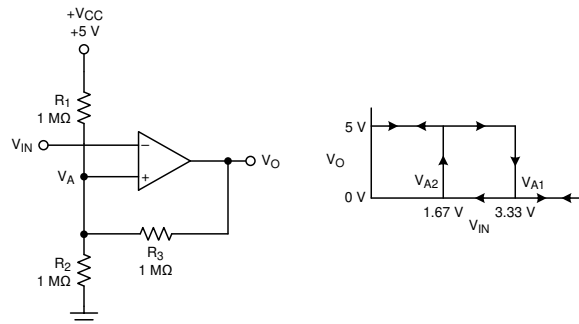 +VCC
+5 V
R1
1 MΩ
VIN
VA
−
+
VO
R3
1 MΩ
R2
1 MΩ
5 V
VO
0 V
VA2
VA1
1.67 V
3.33 V
VIN